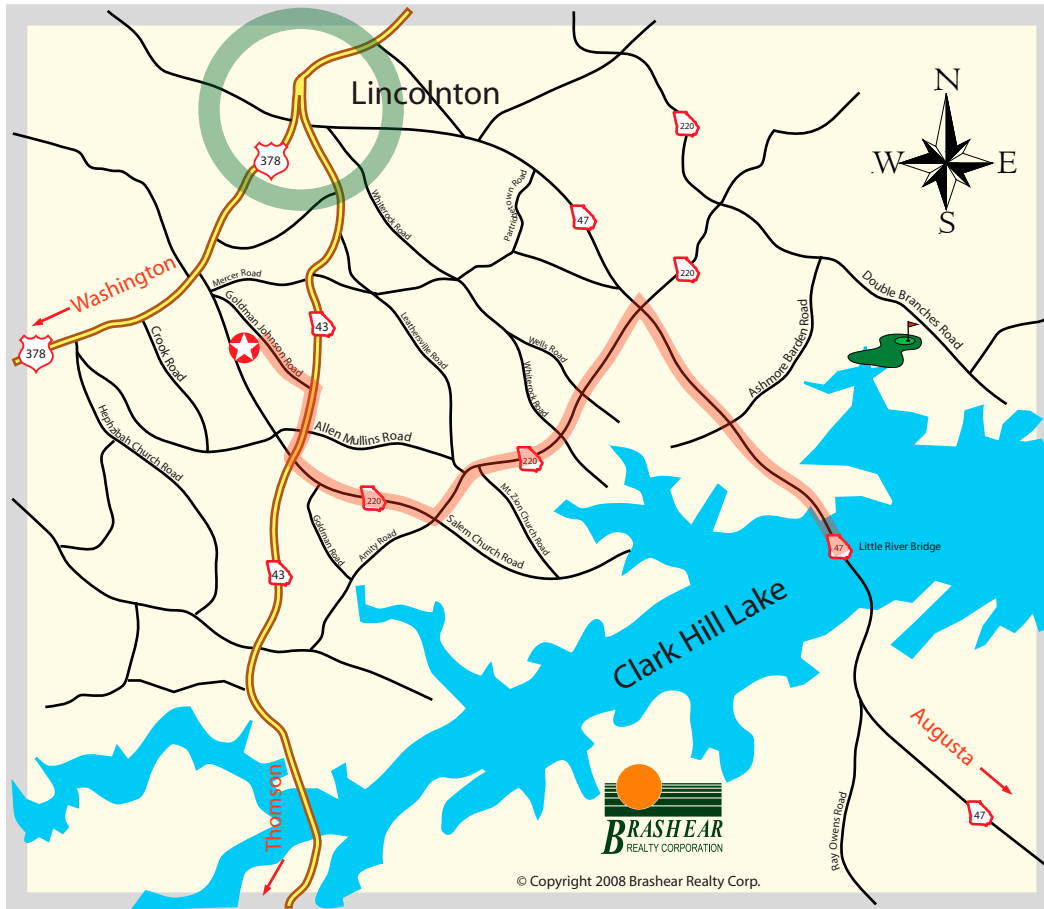 Lincolnton
N
W
E
S
378
220
Whiterock Road
Partridgetown Road
47
220
Washington
Mercer Road
Goldman Johnson Road
43
378
Crook Road
Leathersville Road
Wells Road
Whiterock Road
Ashmore Barden Road
Double Branches Road
Hephzibah Church Road
Allen Mullins Road
220
220
Goldman Road
Amity Road
Salem Church Road
Mt. Zion Church Road
47
Little River Bridge
43
Clark Hill Lake
Augusta
Thomson
47
Ray Owens Road
BRASHEAR
REALTY CORPORATION
© Copyright 2008 Brashear Realty Corp.